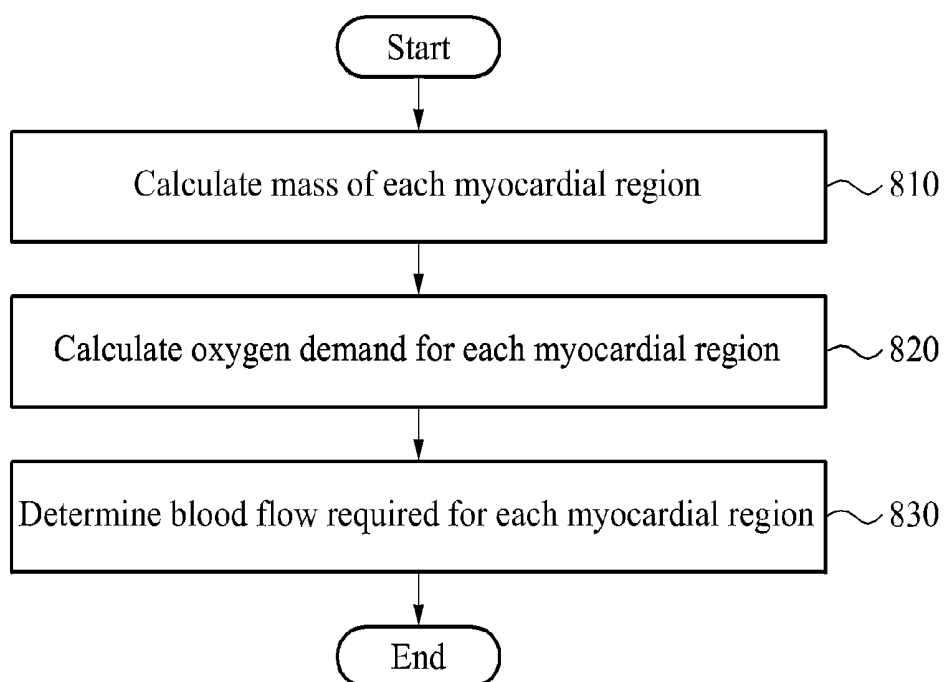 Start
Calculate mass of each myocardial region
810
Calculate oxygen demand for each myocardial region
820
Determine blood flow required for each myocardial region
830
End